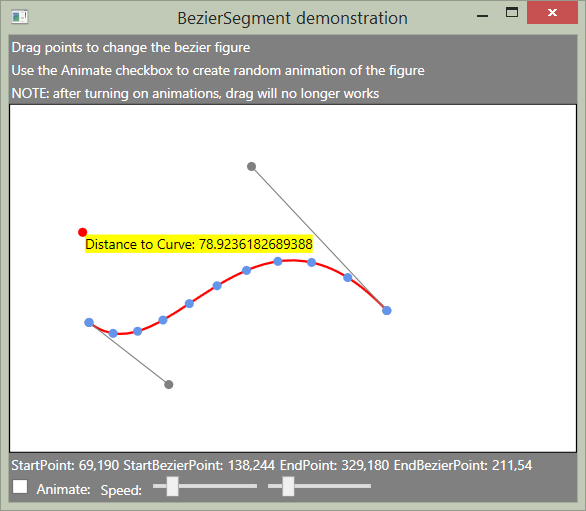 BezierSegment demonstration
Drag points to change the bezier figure
Use the Animate checkbox to create random animation of the figure
NOTE: after turning on animations, drag will no longer works
Distance to Curve: 78.9236182689388
StartPoint: 69,190 StartBezierPoint: 138,244 EndPoint: 329,180 EndBezierPoint: 211,54
Animate: Speed: